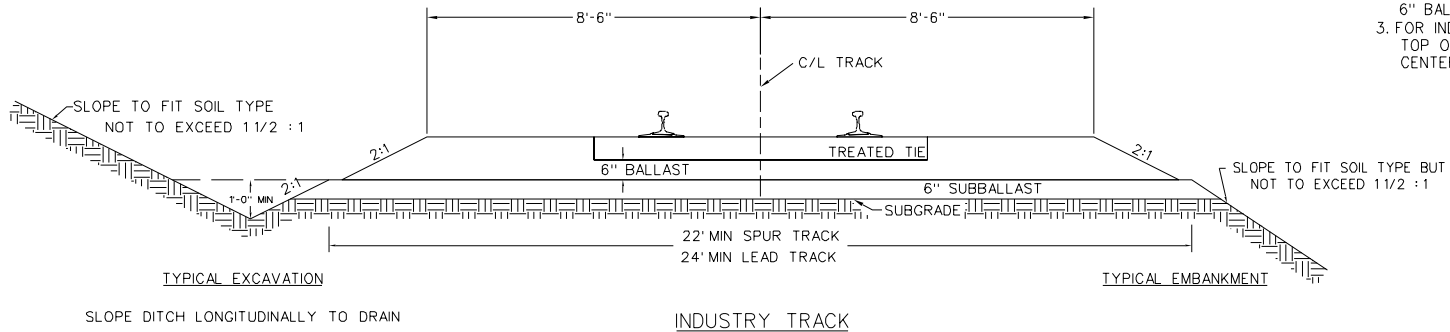 8'-6"
8'-6"
6" BAL
3. FOR IND
TOP O
CENTER
C/L TRACK
SLOPE TO FIT SOIL TYPE
NOT TO EXCEED 1 1/2 : 1
2:1
TREATED TIE
2:1
6" BALLAST
2:1
SLOPE TO FIT SOIL TYPE BUT
NOT TO EXCEED 1 1/2 : 1
1'-0" MIN
6" SUBBALLAST
SUBGRADE
22' MIN SPUR TRACK
24' MIN LEAD TRACK
TYPICAL EXCAVATION
TYPICAL EMBANKMENT
SLOPE DITCH LONGITUDINALLY TO DRAIN
INDUSTRY TRACK